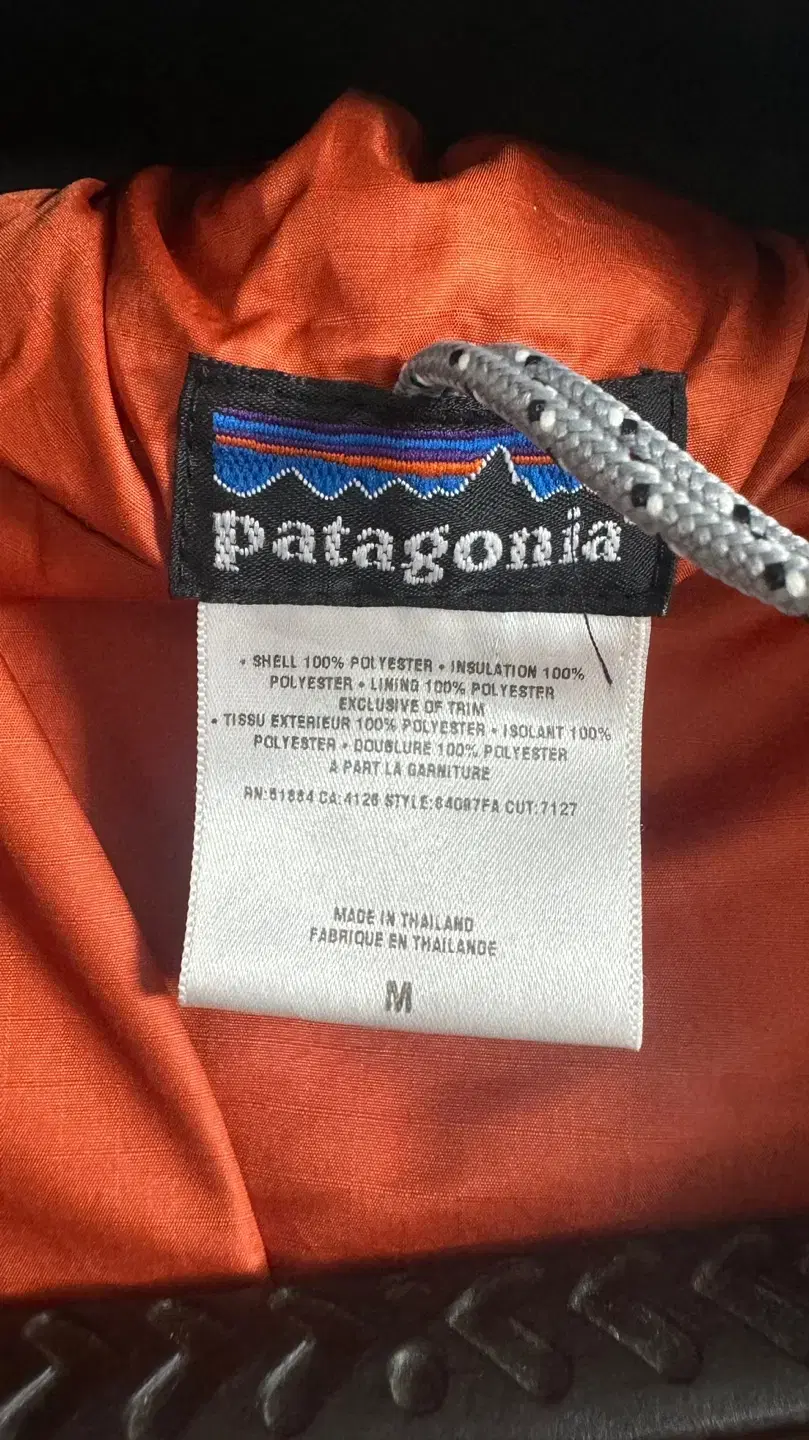 patagonia
• SHELL 100% POLYESTER • INSULATION 100%
POLYESTER • LINING 100% POLYESTER
EXCLUSIVE OF TRIM
• TISSU EXTERIEUR 100% POLYESTER • ISOLANT 100%
POLYESTER • DOUBLURE 100% POLYESTER
A PART LA GARNITURE
RN:51884 CA:4126 STYLE:84097FA CUT:7127
MADE IN THAILAND
FABRIQUE EN THAILANDE
M